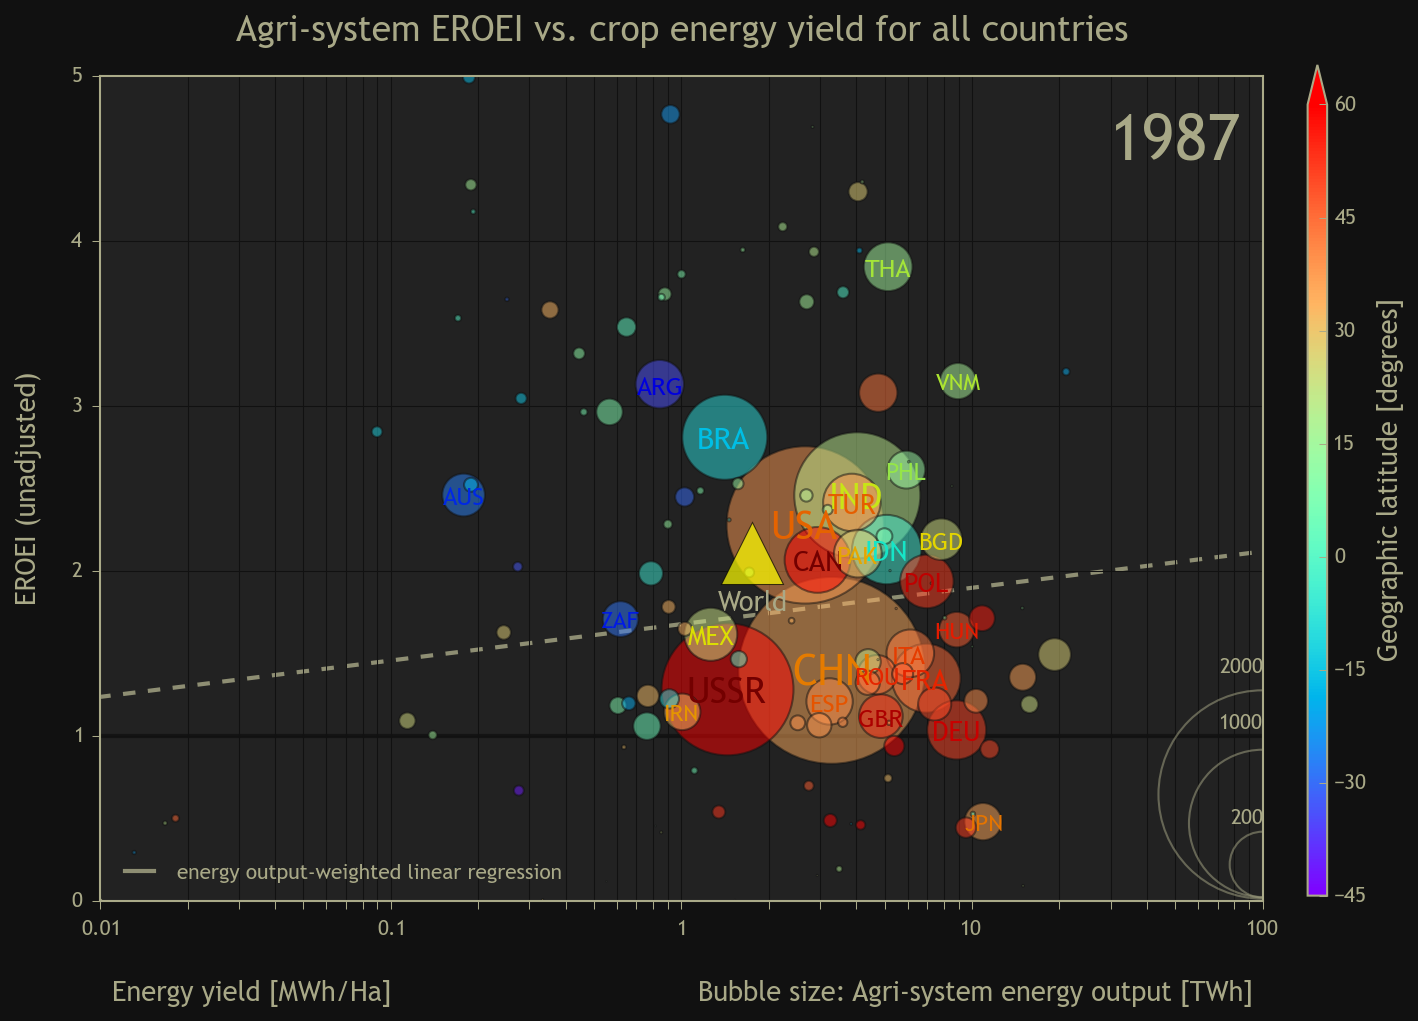 Agri-system EROEI vs. crop energy yield for all countries
1987
EROEI (unadjusted)
5
4
3
2
1
0
THA
VNM
ARG
BRA
PHL
AUS
IND
TUR
USA
BGD
PAK
IDN
CAN
POL
World
ZAF
MEX
HUN
ITA
CHN
ROU
FRA
USSR
ESP
IRN
GBR
DEU
JPN
2000
1000
200
energy output-weighted linear regression
0.01
0.1
1
10
100
Energy yield [MWh/Ha]
Bubble size: Agri-system energy output [TWh]
60
45
30
15
0
−15
−30
−45
Geographic latitude [degrees]